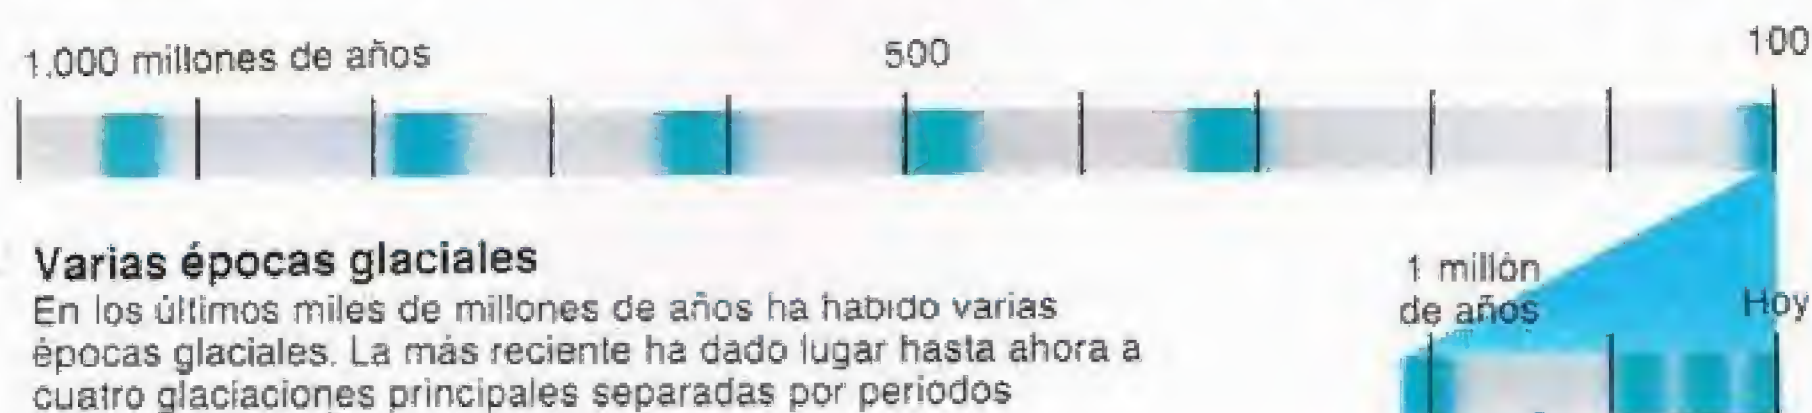 1.000 millones de años
500
100
Varias épocas glaciales
En los últimos miles de millones de años ha habido varias
épocas glaciales. La más reciente ha dado lugar hasta ahora a
cuatro glaciaciones principales separadas por periodos
1 millón
de años
Hoy